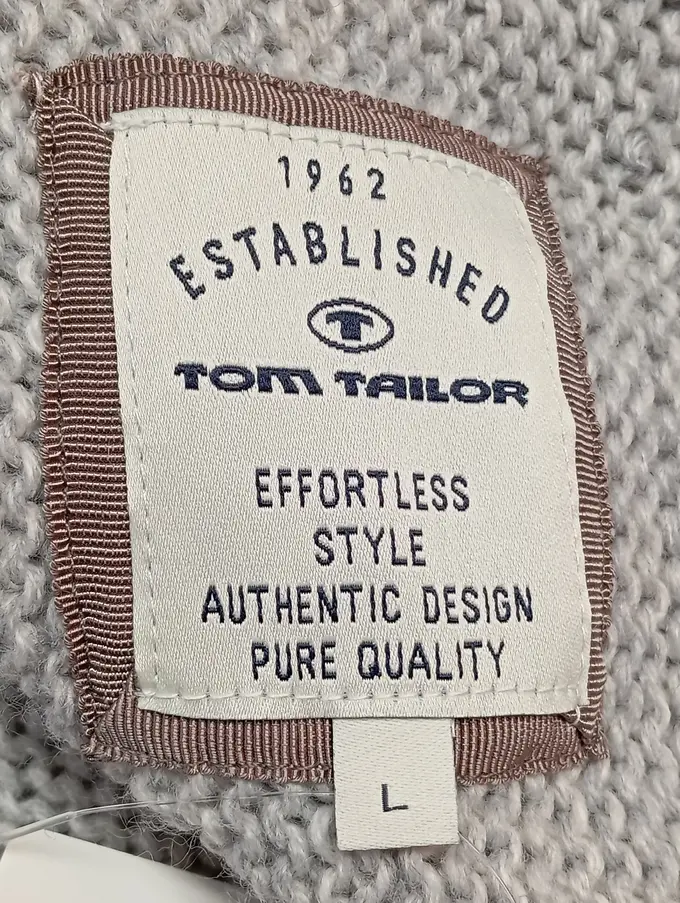 1962
ESTABLISHED
T
TOM TAILOR
EFFORTLESS
STYLE
AUTHENTIC DESIGN
PURE QUALITY
L